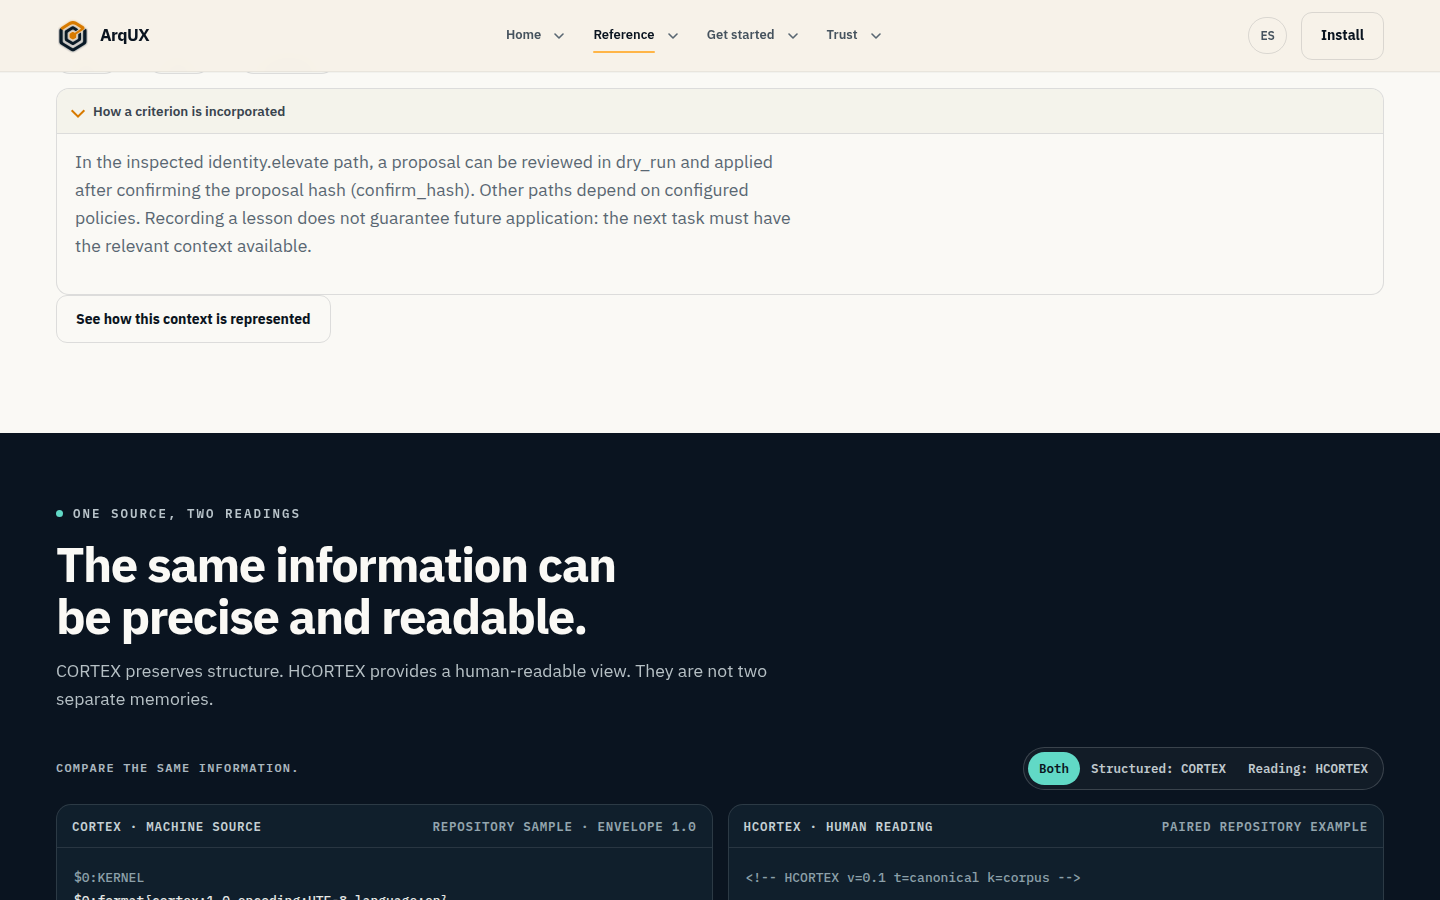 ArqUX
Home
Reference
Get started
Trust
ES
Install
How a criterion is incorporated
In the inspected identity.elevate path, a proposal can be reviewed in dry_run and applied
after confirming the proposal hash (confirm_hash). Other paths depend on configured
policies. Recording a lesson does not guarantee future application: the next task must have
the relevant context available.
See how this context is represented
ONE SOURCE, TWO READINGS
The same information can
be precise and readable.
CORTEX preserves structure. HCORTEX provides a human-readable view. They are not two
separate memories.
COMPARE THE SAME INFORMATION.
Both
Structured: CORTEX
Reading: HCORTEX
CORTEX · MACHINE SOURCE
REPOSITORY SAMPLE · ENVELOPE 1.0
HCORTEX · HUMAN READING
PAIRED REPOSITORY EXAMPLE
$0:KERNEL
<!-- HCORTEX v=0.1 t=canonical k=corpus -->